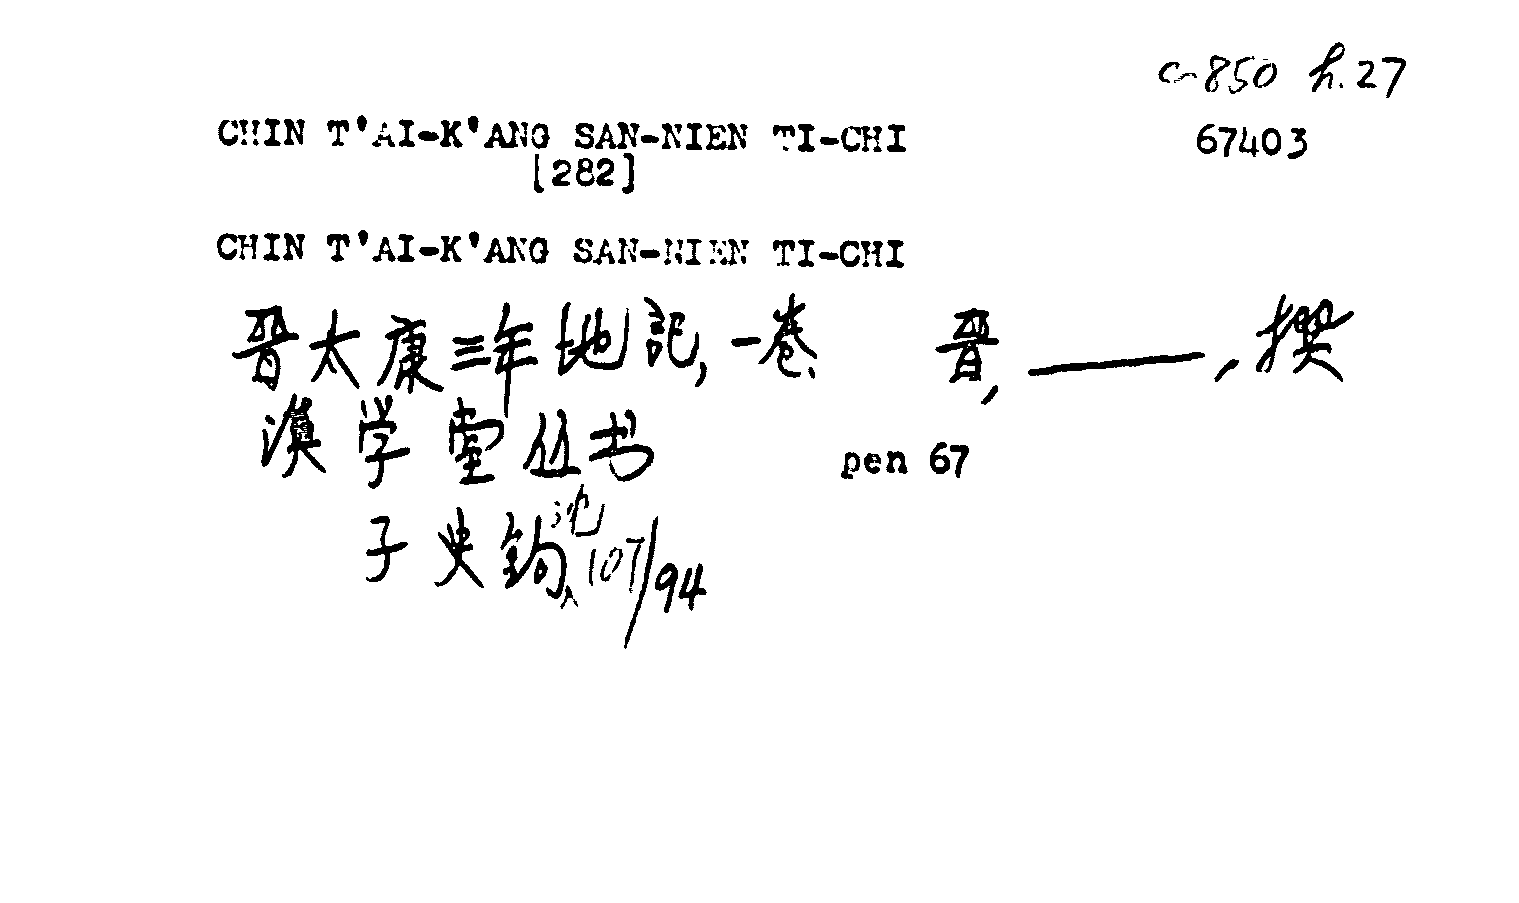 C-850 h.27
CHIN T'AI-K'ANG SAN-NIEN TI-CHI 67403
[282]
CHIN T'AI-K'ANG SAN-NIEN TI-CHI
晋太康三年地記, 一卷、 晋, ———, 撰
漢学堂丛书 pen 67
子史鈎沈 107/94